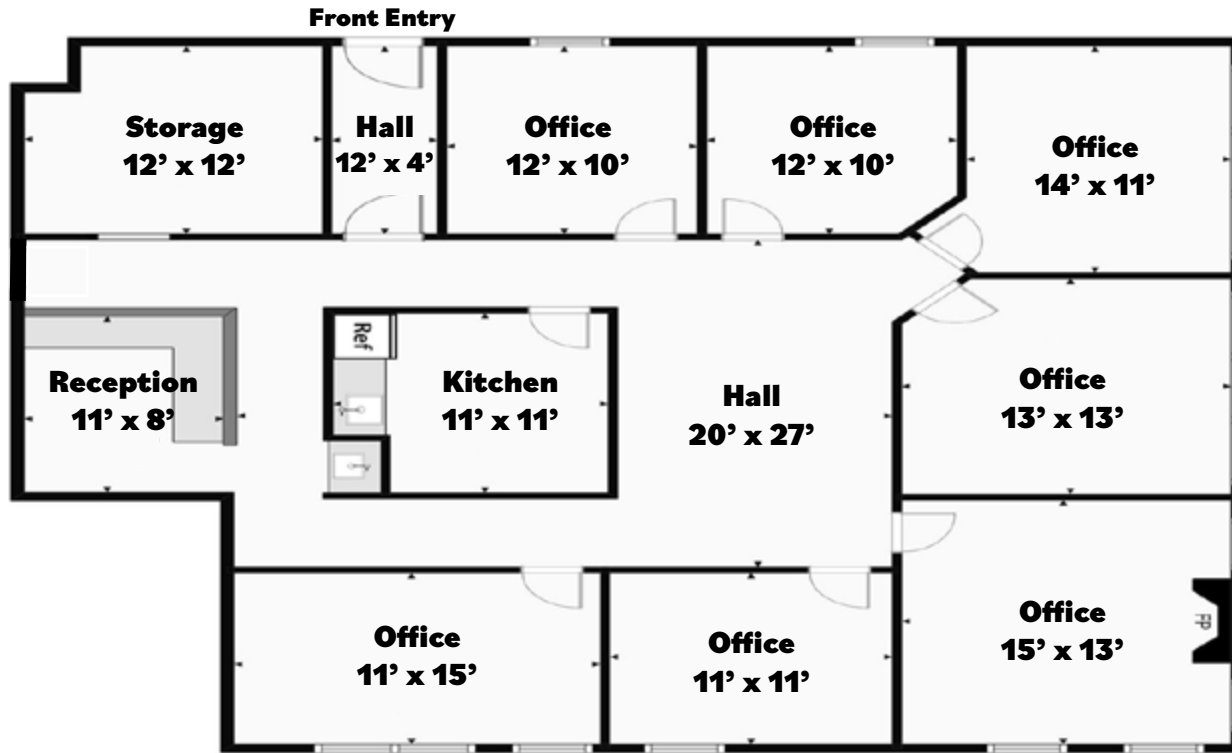 Front Entry
Storage
12’ x 12’
Hall
12’ x 4’
Office
12’ x 10’
Office
12’ x 10’
Office
14’ x 11’
Reception
11’ x 8’
Ref
Kitchen
11’ x 11’
Hall
20’ x 27’
Office
13’ x 13’
Office
11’ x 15’
Office
11’ x 11’
Office
15’ x 13’
FP